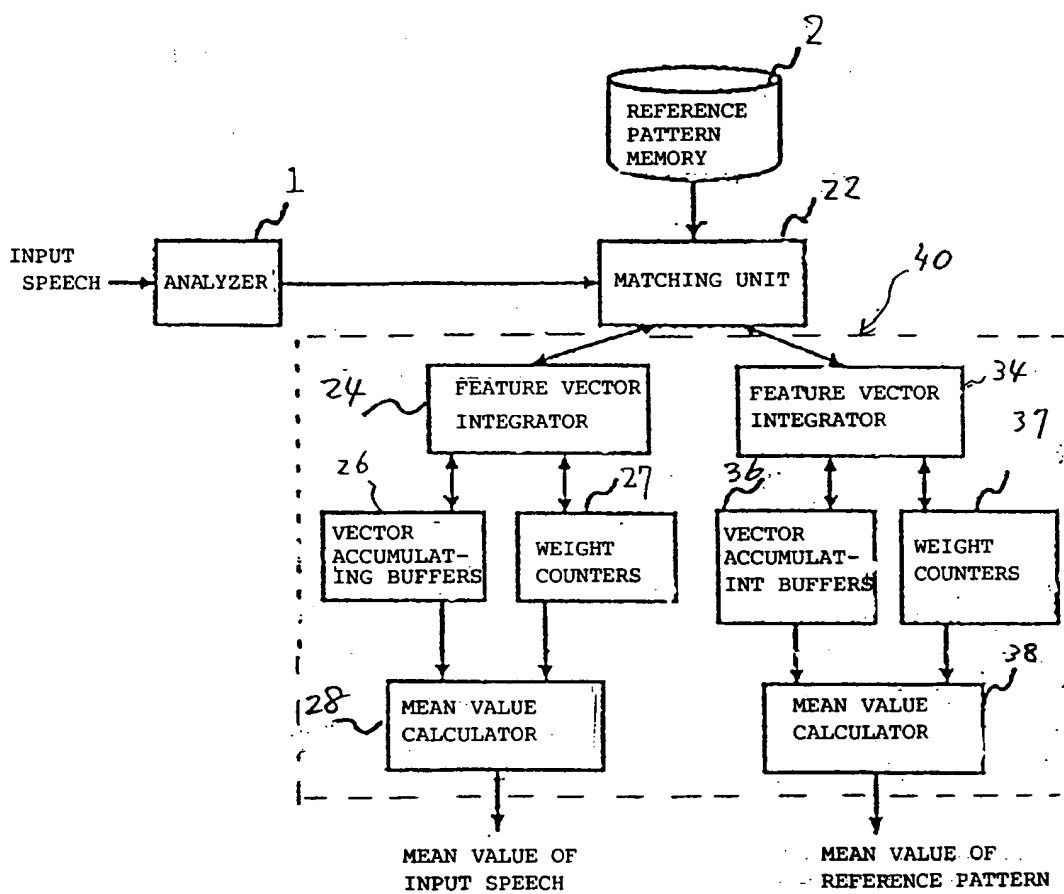 2
REFERENCE
PATTERN
MEMORY
1
22
INPUT
SPEECH
ANALYZER
MATCHING UNIT
40
24
FEATURE VECTOR
INTEGRATOR
34
FEATURE VECTOR
INTEGRATOR
37
26
VECTOR
ACCUMULAT-
ING BUFFERS
27
WEIGHT
COUNTERS
36
VECTOR
ACCUMULAT-
INT BUFFERS
WEIGHT
COUNTERS
28
MEAN VALUE
CALCULATOR
38
MEAN VALUE
CALCULATOR
MEAN VALUE OF
INPUT SPEECH
MEAN VALUE OF
REFERENCE PATTERN